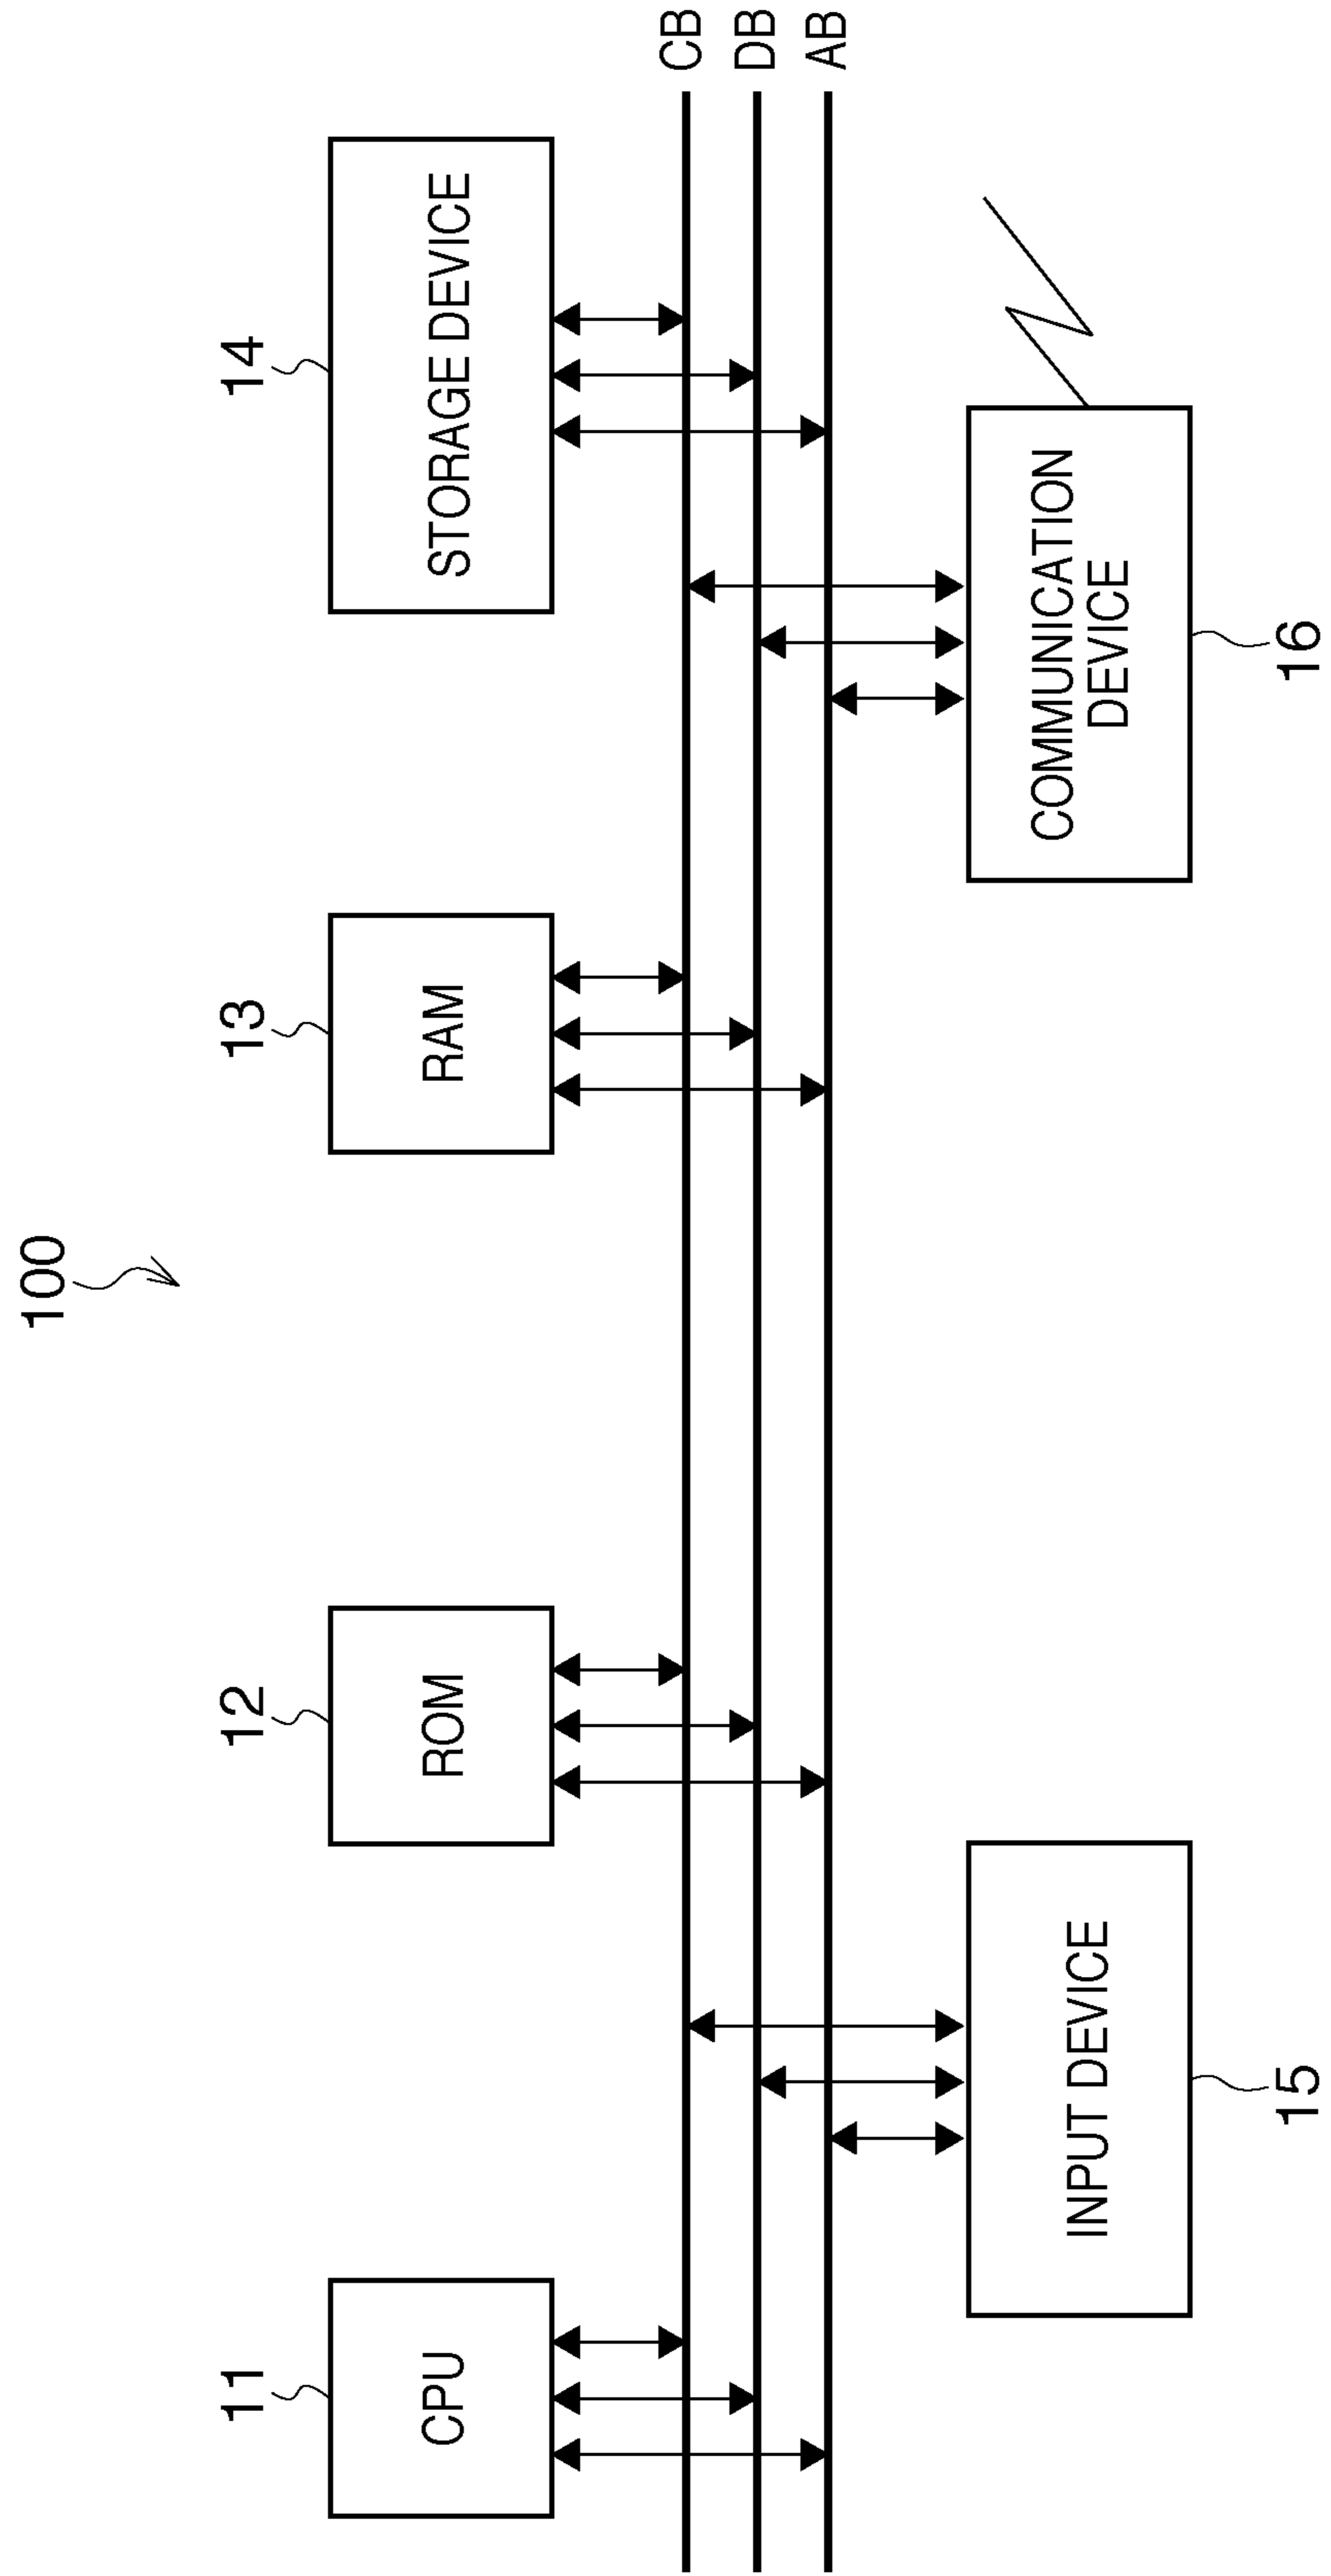 100
11
12
13
14
CPU
ROM
RAM
STORAGE DEVICE
CB
DB
AB
INPUT DEVICE
COMMUNICATION
DEVICE
15
16